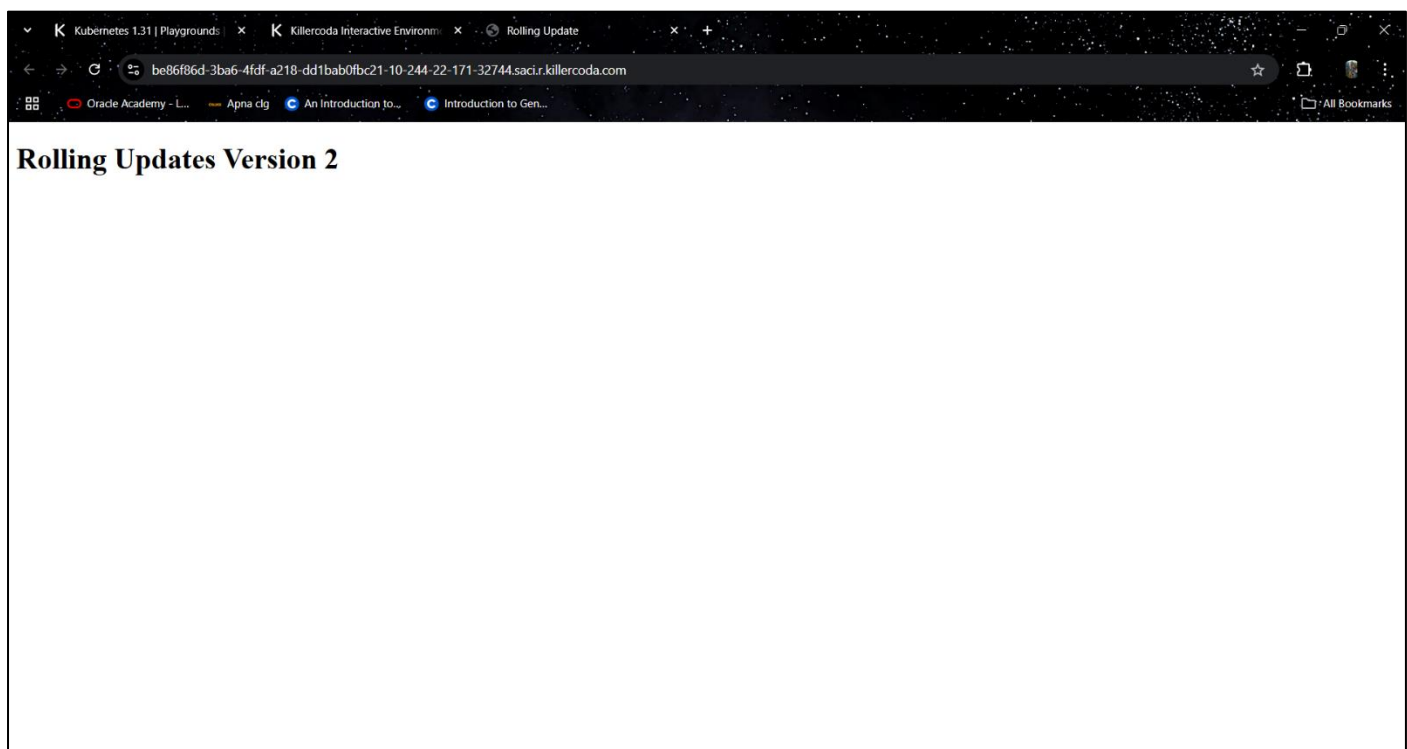 Kubernetes 1.31 | Playgrounds
Killercoda Interactive Environm
Rolling Update
be86f86d-3ba6-4fdf-a218-dd1bab0fbc21-10-244-22-171-32744.saci.r.killercoda.com
Oracle Academy - L...
Apna clg
An Introduction to...
Introduction to Gen...
All Bookmarks
Rolling Updates Version 2